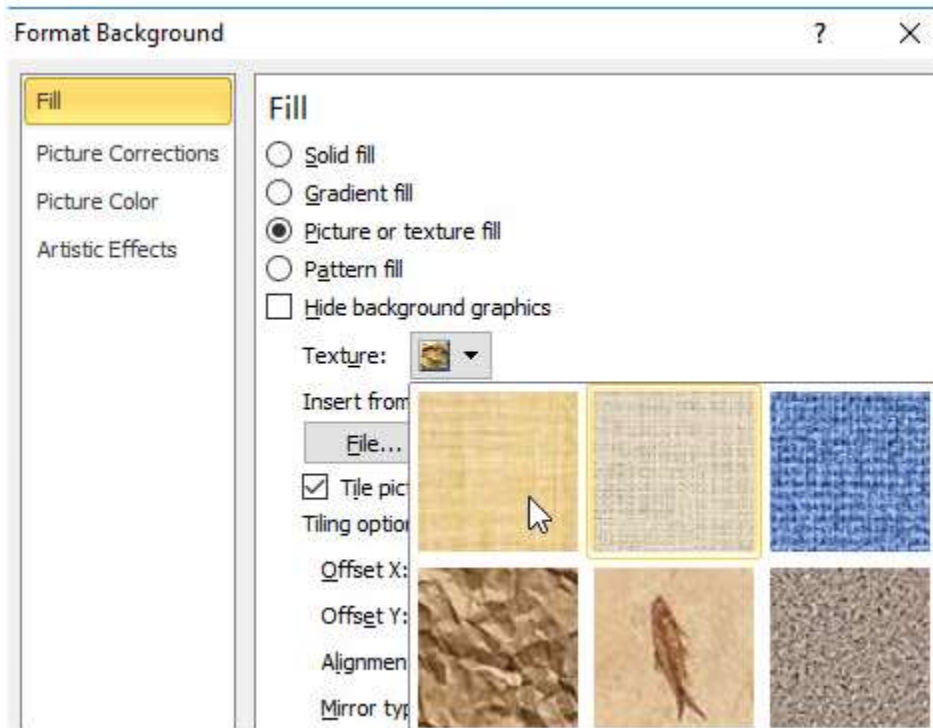 Format Background
?
Fill
Picture Corrections
Picture Color
Artistic Effects
Fill
Solid fill
Gradient fill
Picture or texture fill
Pattern fill
Hide background graphics
Texture:
Insert from
File...
Tile pic
Tiling option
Offset X:
Offset Y:
Alignmen
Mirror typ